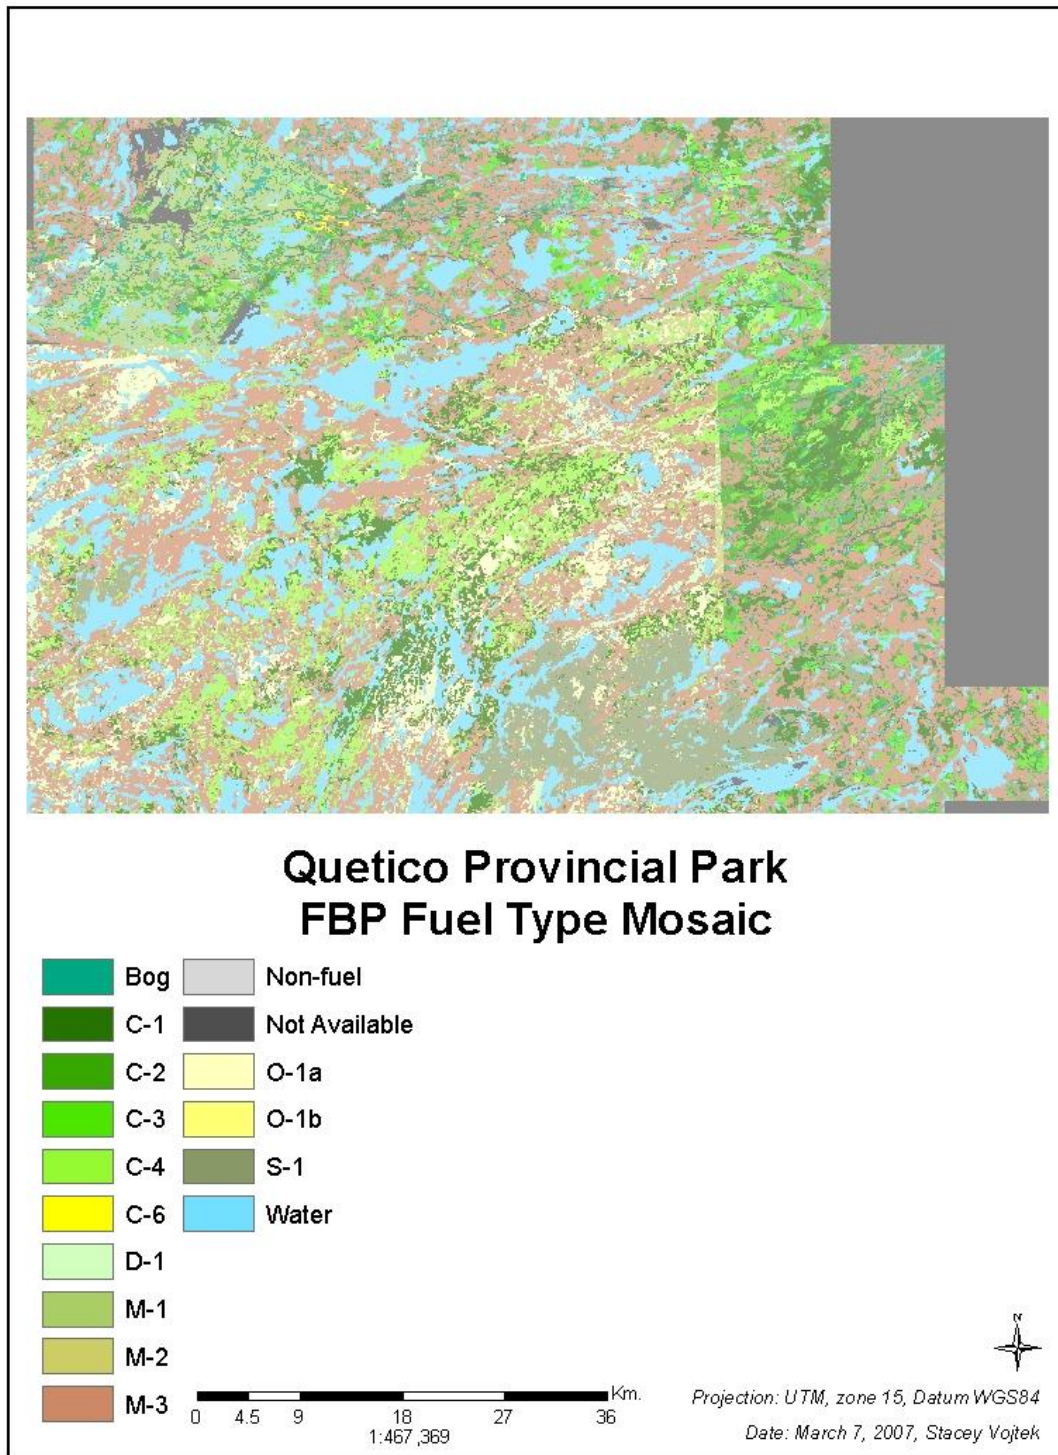 Quetico Provincial Park
FBP Fuel Type Mosaic
Bog
C-1
C-2
C-3
C-4
C-6
D-1
M-1
M-2
M-3
Non-fuel
Not Available
O-1a
O-1b
S-1
Water
Km.
0 4.5 9 18 27 36
1:467 ,369
N
Projection: UTM, zone 15, Datum WGS84
Date: March 7, 2007, Stacey Vojtek